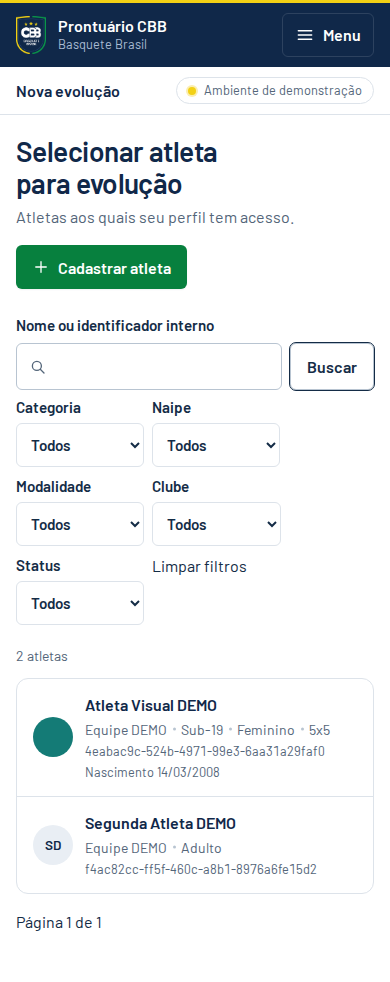 CBB
Prontuário CBB
Basquete Brasil
Menu
Nova evolução
Ambiente de demonstração
Selecionar atleta
para evolução
Atletas aos quais seu perfil tem acesso.
Cadastrar atleta
Nome ou identificador interno
Buscar
Categoria
Naipe
Todos
Todos
Modalidade
Clube
Todos
Todos
Status
Limpar filtros
Todos
2 atletas
Atleta Visual DEMO
Equipe DEMO • Sub-19 • Feminino • 5x5
4eabac9c-524b-4971-99e3-6aa31a29faf0
Nascimento 14/03/2008
SD
Segunda Atleta DEMO
Equipe DEMO • Adulto
f4ac82cc-ff5f-460c-a8b1-8976a6fe15d2
Página 1 de 1